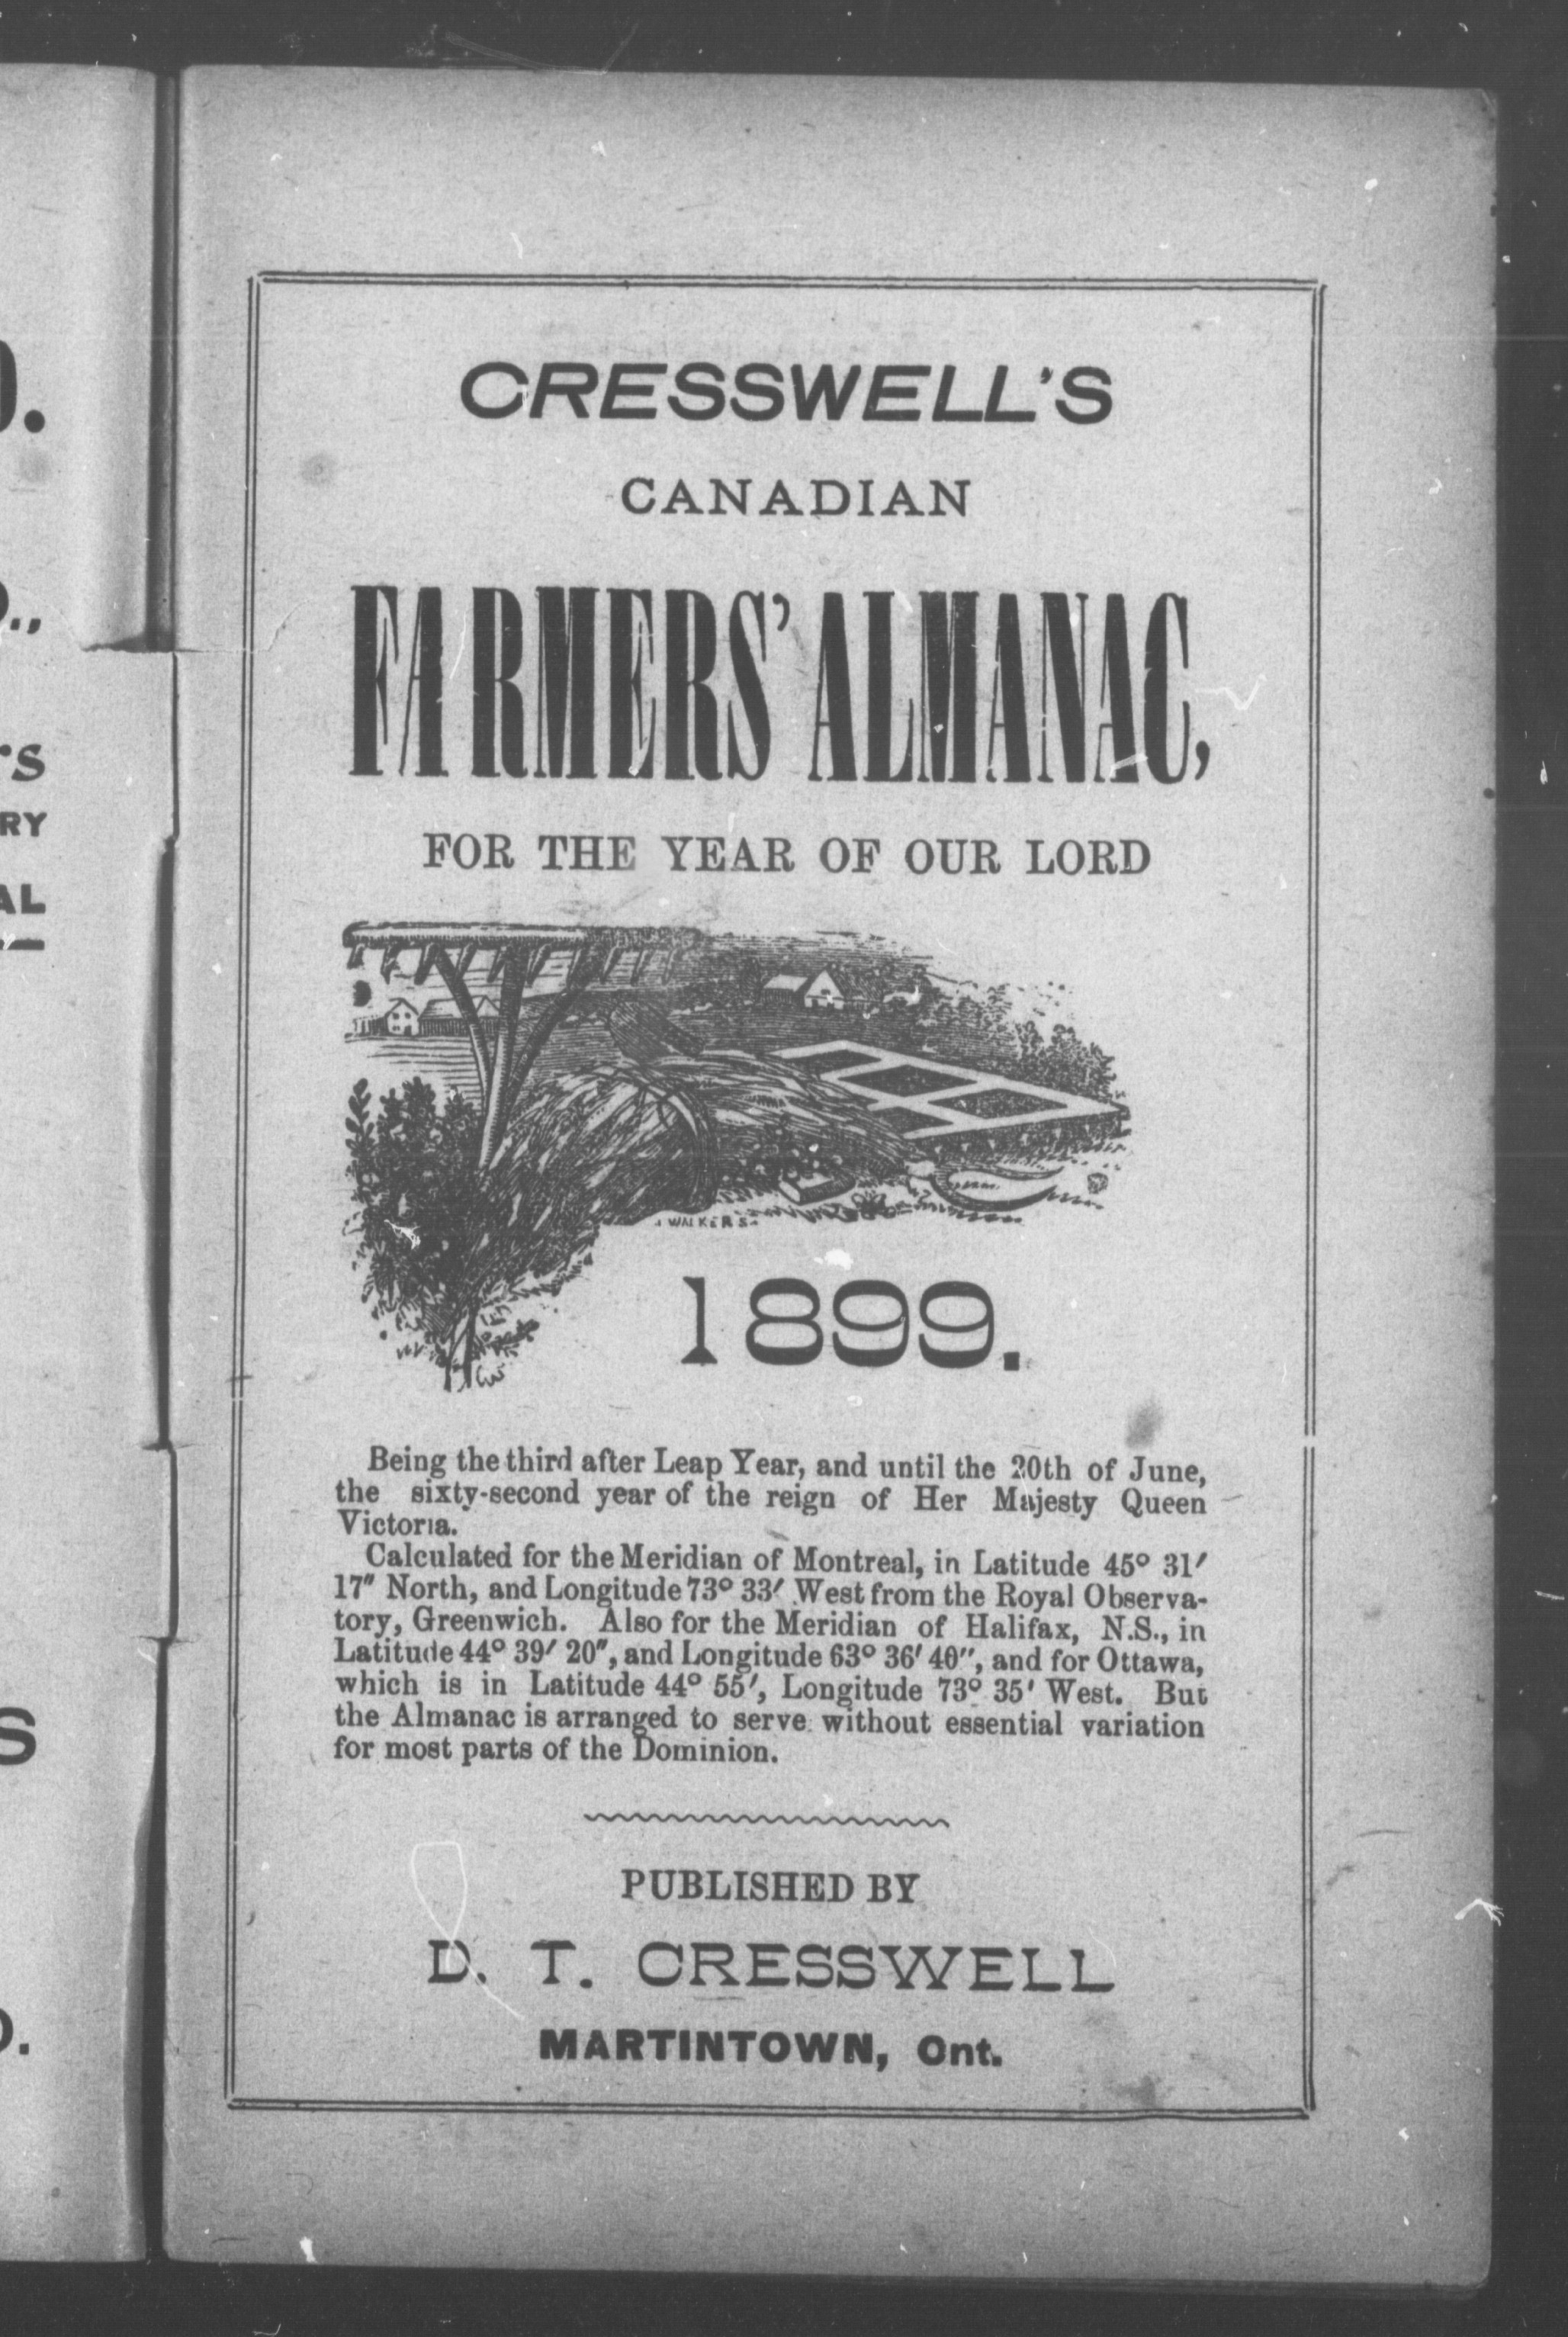 CRESSWELL'S
CANADIAN
FARMERS' ALMANAC,
FOR THE YEAR OF OUR LORD
WALKERS
1899.
Being the third after Leap Year, and until the 20th of June,
the sixty-second year of the reign of Her Majesty Queen
Victoria.
Calculated for the Meridian of Montreal, in Latitude 45° 31′
17″ North, and Longitude 73° 33′ West from the Royal Observa-
tory, Greenwich. Also for the Meridian of Halifax, N.S., in
Latitude 44° 39′ 20″, and Longitude 63° 36′ 40″, and for Ottawa,
which is in Latitude 44° 55′, Longitude 73° 35′ West. But
the Almanac is arranged to serve without essential variation
for most parts of the Dominion.
PUBLISHED BY
D. T. CRESSWELL
MARTINTOWN, Ont.